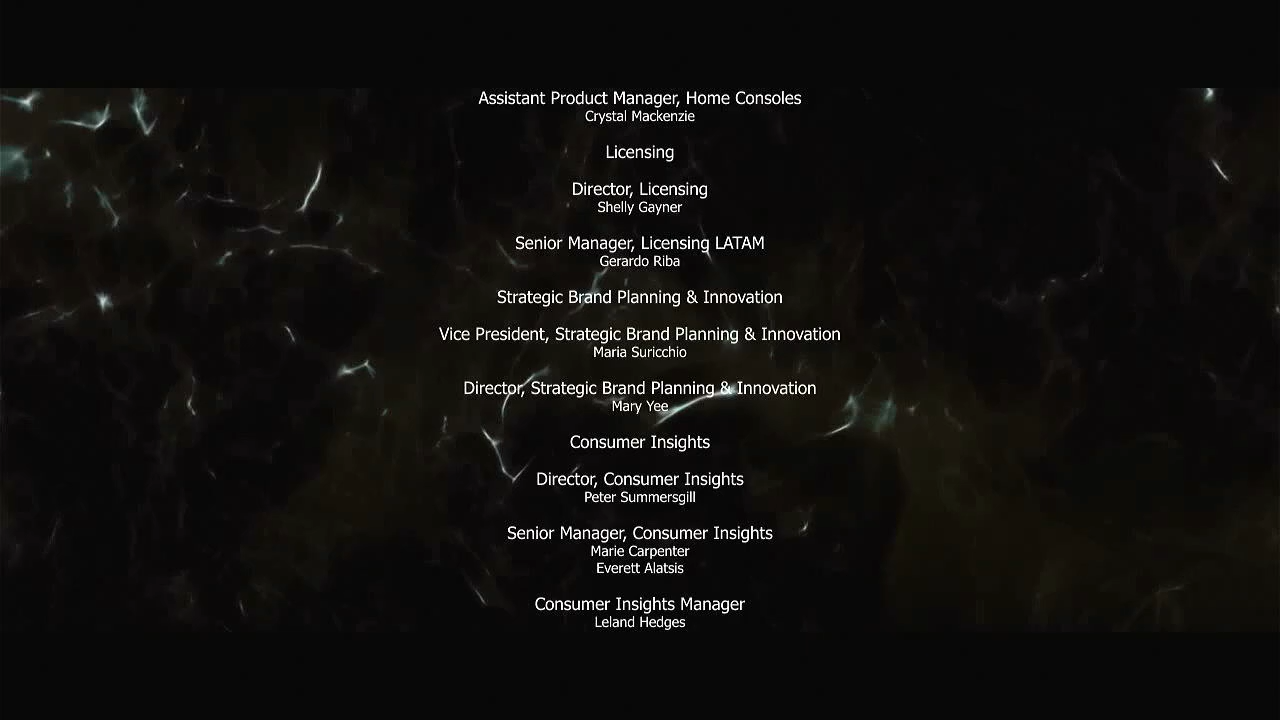 Assistant Product Manager, Home Consoles
Crystal Mackenzie
Licensing
Director, Licensing
Shelly Gayner
Senior Manager, Licensing LATAM
Gerardo Riba
Strategic Brand Planning & Innovation
Vice President, Strategic Brand Planning & Innovation
Maria Suricchio
Director, Strategic Brand Planning & Innovation
Mary Yee
Consumer Insights
Director, Consumer Insights
Peter Summersgill
Senior Manager, Consumer Insights
Marie Carpenter
Everett Alatsis
Consumer Insights Manager
Leland Hedges